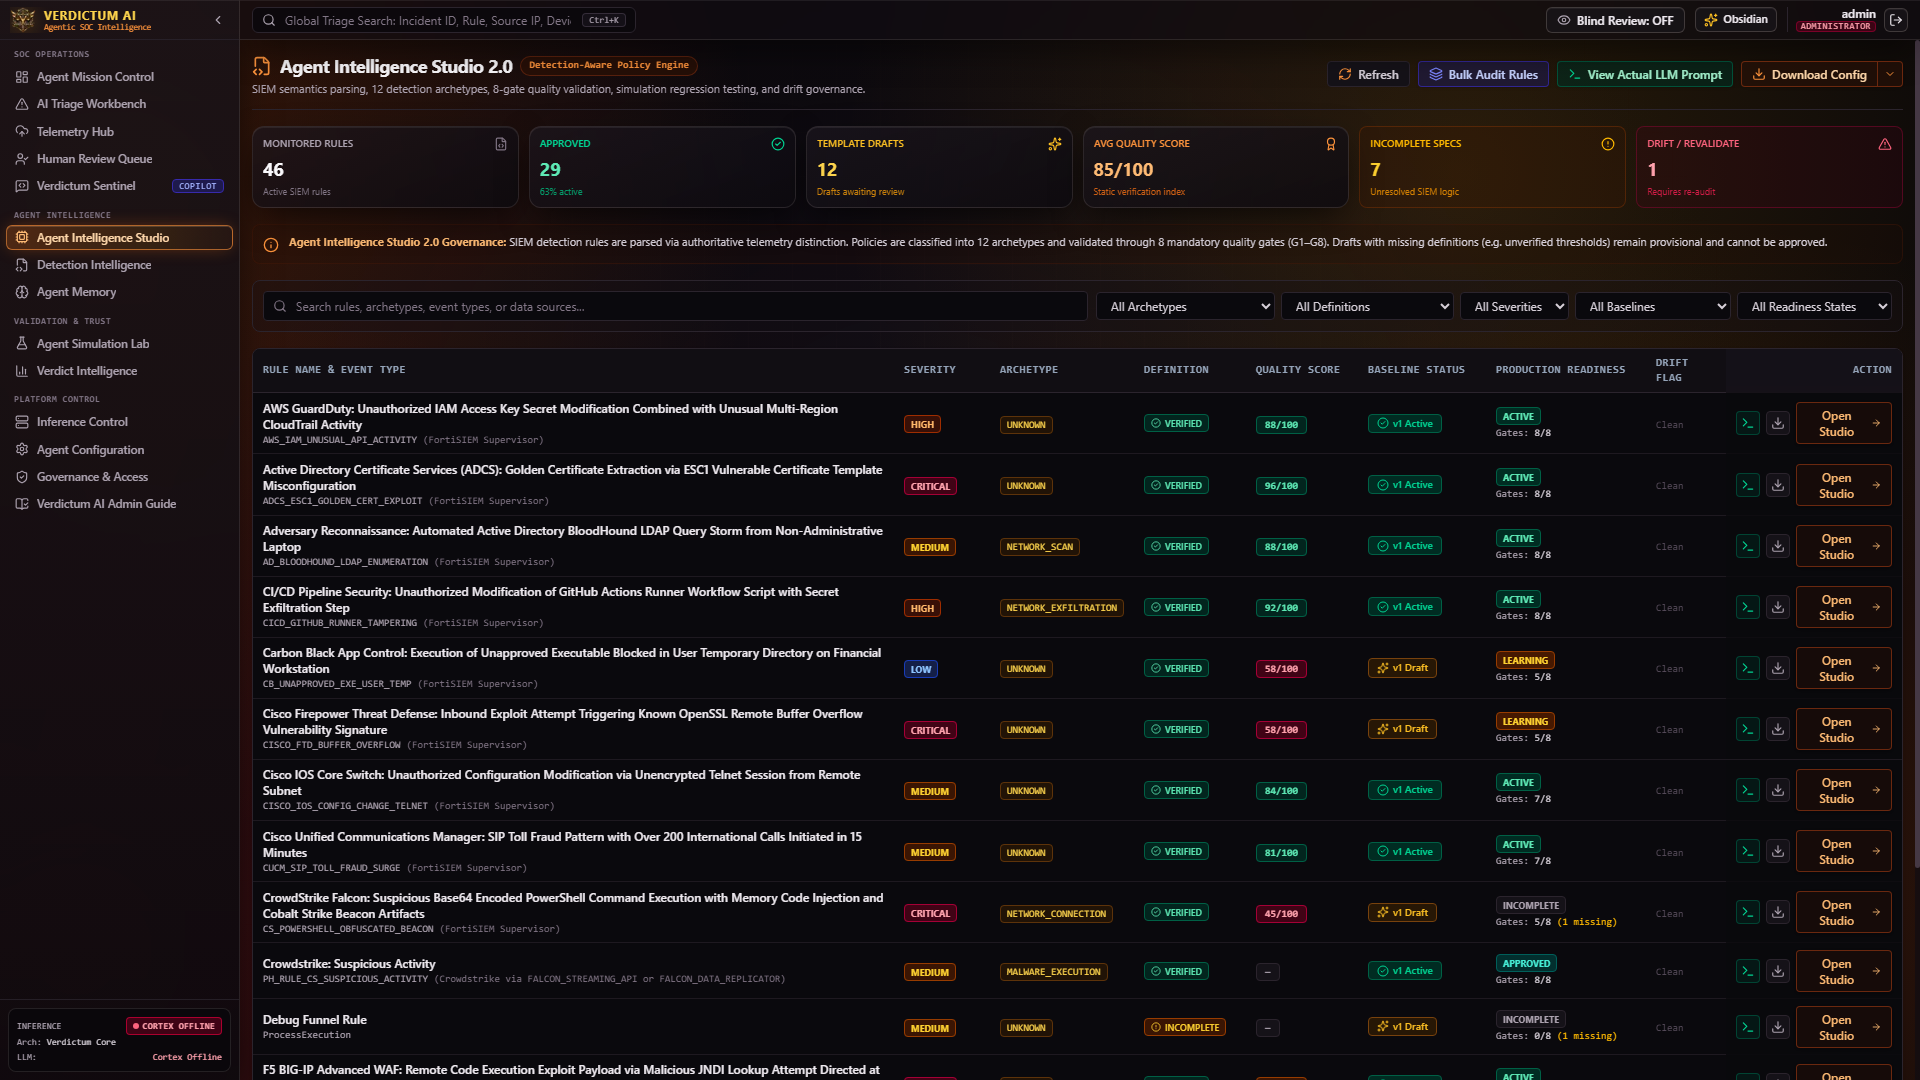 VERDICTUM AI
Agentic SOC Intelligence
Global Triage Search: Incident ID, Rule, Source IP, Devi
Ctrl+K
Blind Review: OFF
Obsidian
admin
ADMINISTRATOR
SOC OPERATIONS
Agent Mission Control
AI Triage Workbench
Telemetry Hub
Human Review Queue
Verdictum Sentinel
COPILOT
AGENT INTELLIGENCE
Agent Intelligence Studio
Detection Intelligence
Agent Memory
VALIDATION & TRUST
Agent Simulation Lab
Verdict Intelligence
PLATFORM CONTROL
Inference Control
Agent Configuration
Governance & Access
Verdictum AI Admin Guide
INFERENCE
CORTEX OFFLINE
Arch: Verdictum Core
LLM:
Cortex Offline
Agent Intelligence Studio 2.0
Detection-Aware Policy Engine
SIEM semantics parsing, 12 detection archetypes, 8-gate quality validation, simulation regression testing, and drift governance.
Refresh
Bulk Audit Rules
View Actual LLM Prompt
Download Config
MONITORED RULES
46
Active SIEM rules
APPROVED
29
63% active
TEMPLATE DRAFTS
12
Drafts awaiting review
AVG QUALITY SCORE
85/100
Static verification index
INCOMPLETE SPECS
7
Unresolved SIEM logic
DRIFT / REVALIDATE
1
Requires re-audit
Agent Intelligence Studio 2.0 Governance: SIEM detection rules are parsed via authoritative telemetry distinction. Policies are classified into 12 archetypes and validated through 8 mandatory quality gates (G1–G8). Drafts with missing definitions (e.g. unverified thresholds) remain provisional and cannot be approved.
Search rules, archetypes, event types, or data sources...
All Archetypes
All Definitions
All Severities
All Baselines
All Readiness States
RULE NAME & EVENT TYPE
SEVERITY
ARCHETYPE
DEFINITION
QUALITY SCORE
BASELINE STATUS
PRODUCTION READINESS
DRIFT
FLAG
ACTION
AWS GuardDuty: Unauthorized IAM Access Key Secret Modification Combined with Unusual Multi-Region
CloudTrail Activity
AWS_IAM_UNUSUAL_API_ACTIVITY (FortiSIEM Supervisor)
HIGH
UNKNOWN
VERIFIED
88/100
v1 Active
ACTIVE
Gates: 8/8
Clean
Open
Studio
Active Directory Certificate Services (ADCS): Golden Certificate Extraction via ESC1 Vulnerable Certificate Template
Misconfiguration
ADCS_ESC1_GOLDEN_CERT_EXPLOIT (FortiSIEM Supervisor)
CRITICAL
UNKNOWN
VERIFIED
96/100
v1 Active
ACTIVE
Gates: 8/8
Clean
Open
Studio
Adversary Reconnaissance: Automated Active Directory BloodHound LDAP Query Storm from Non-Administrative
Laptop
AD_BLOODHOUND_LDAP_ENUMERATION (FortiSIEM Supervisor)
MEDIUM
NETWORK_SCAN
VERIFIED
88/100
v1 Active
ACTIVE
Gates: 8/8
Clean
Open
Studio
CI/CD Pipeline Security: Unauthorized Modification of GitHub Actions Runner Workflow Script with Secret
Exfiltration Step
CICD_GITHUB_RUNNER_TAMPERING (FortiSIEM Supervisor)
HIGH
NETWORK_EXFILTRATION
VERIFIED
92/100
v1 Active
ACTIVE
Gates: 8/8
Clean
Open
Studio
Carbon Black App Control: Execution of Unapproved Executable Blocked in User Temporary Directory on Financial
Workstation
CB_UNAPPROVED_EXE_USER_TEMP (FortiSIEM Supervisor)
LOW
UNKNOWN
VERIFIED
58/100
v1 Draft
LEARNING
Gates: 5/8
Clean
Open
Studio
Cisco Firepower Threat Defense: Inbound Exploit Attempt Triggering Known OpenSSL Remote Buffer Overflow
Vulnerability Signature
CISCO_FTD_BUFFER_OVERFLOW (FortiSIEM Supervisor)
CRITICAL
UNKNOWN
VERIFIED
58/100
v1 Draft
LEARNING
Gates: 5/8
Clean
Open
Studio
Cisco IOS Core Switch: Unauthorized Configuration Modification via Unencrypted Telnet Session from Remote
Subnet
CISCO_IOS_CONFIG_CHANGE_TELNET (FortiSIEM Supervisor)
MEDIUM
UNKNOWN
VERIFIED
84/100
v1 Active
ACTIVE
Gates: 7/8
Clean
Open
Studio
Cisco Unified Communications Manager: SIP Toll Fraud Pattern with Over 200 International Calls Initiated in 15
Minutes
CUCM_SIP_TOLL_FRAUD_SURGE (FortiSIEM Supervisor)
MEDIUM
UNKNOWN
VERIFIED
81/100
v1 Active
ACTIVE
Gates: 7/8
Clean
Open
Studio
CrowdStrike Falcon: Suspicious Base64 Encoded PowerShell Command Execution with Memory Code Injection and
Cobalt Strike Beacon Artifacts
CS_POWERSHELL_OBFUSCATED_BEACON (FortiSIEM Supervisor)
CRITICAL
NETWORK_CONNECTION
VERIFIED
45/100
v1 Draft
INCOMPLETE
Gates: 5/8 (1 missing)
Clean
Open
Studio
Crowdstrike: Suspicious Activity
PH_RULE_CS_SUSPICIOUS_ACTIVITY (Crowdstrike via FALCON_STREAMING_API or FALCON_DATA_REPLICATOR)
MEDIUM
MALWARE_EXECUTION
VERIFIED
—
v1 Active
APPROVED
Gates: 8/8
Clean
Open
Studio
Debug Funnel Rule
ProcessExecution
MEDIUM
UNKNOWN
INCOMPLETE
—
v1 Draft
INCOMPLETE
Gates: 0/8 (1 missing)
Clean
Open
Studio
F5 BIG-IP Advanced WAF: Remote Code Execution Exploit Payload via Malicious JNDI Lookup Attempt Directed at
ACTIVE
Open